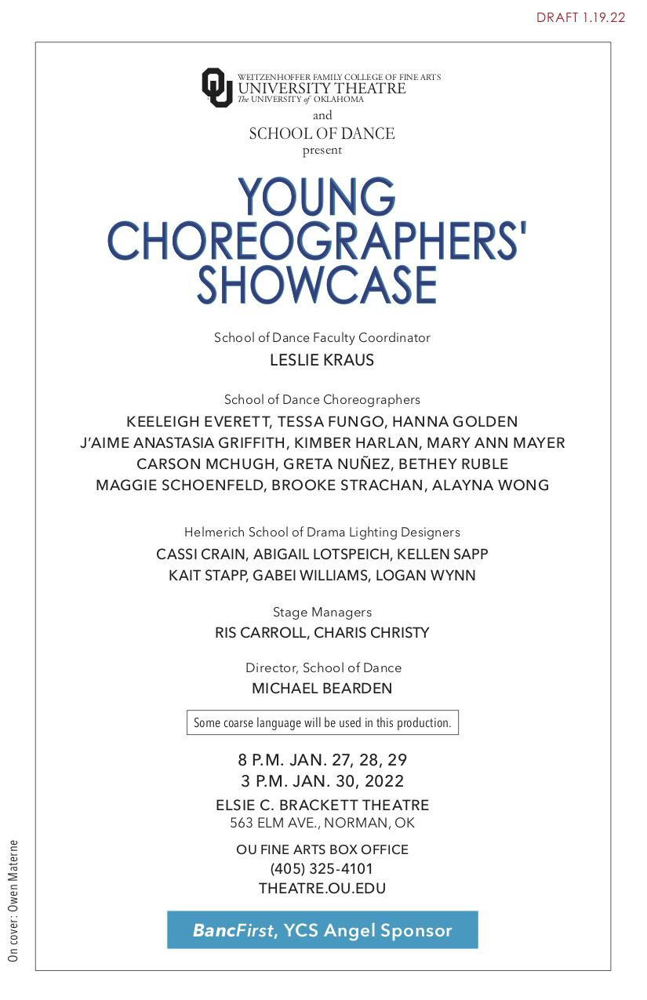 DRAFT 1.19.22
WEITZENHOFFER FAMILY COLLEGE OF FINE ARTS
UNIVERSITY THEATRE
The UNIVERSITY of OKLAHOMA
and
SCHOOL OF DANCE
present
YOUNG
CHOREOGRAPHERS'
SHOWCASE
School of Dance Faculty Coordinator
LESLIE KRAUS
School of Dance Choreographers
KEELEIGH EVERETT, TESSA FUNGO, HANNA GOLDEN
J’AIME ANASTASIA GRIFFITH, KIMBER HARLAN, MARY ANN MAYER
CARSON MCHUGH, GRETA NUÑEZ, BETHEY RUBLE
MAGGIE SCHOENFELD, BROOKE STRACHAN, ALAYNA WONG
Helmerich School of Drama Lighting Designers
CASSI CRAIN, ABIGAIL LOTSPEICH, KELLEN SAPP
KAIT STAPP, GABEI WILLIAMS, LOGAN WYNN
Stage Managers
RIS CARROLL, CHARIS CHRISTY
Director, School of Dance
MICHAEL BEARDEN
Some coarse language will be used in this production.
8 P.M. JAN. 27, 28, 29
3 P.M. JAN. 30, 2022
ELSIE C. BRACKETT THEATRE
563 ELM AVE., NORMAN, OK
OU FINE ARTS BOX OFFICE
(405) 325-4101
THEATRE.OU.EDU
BancFirst, YCS Angel Sponsor
On cover: Owen Materne